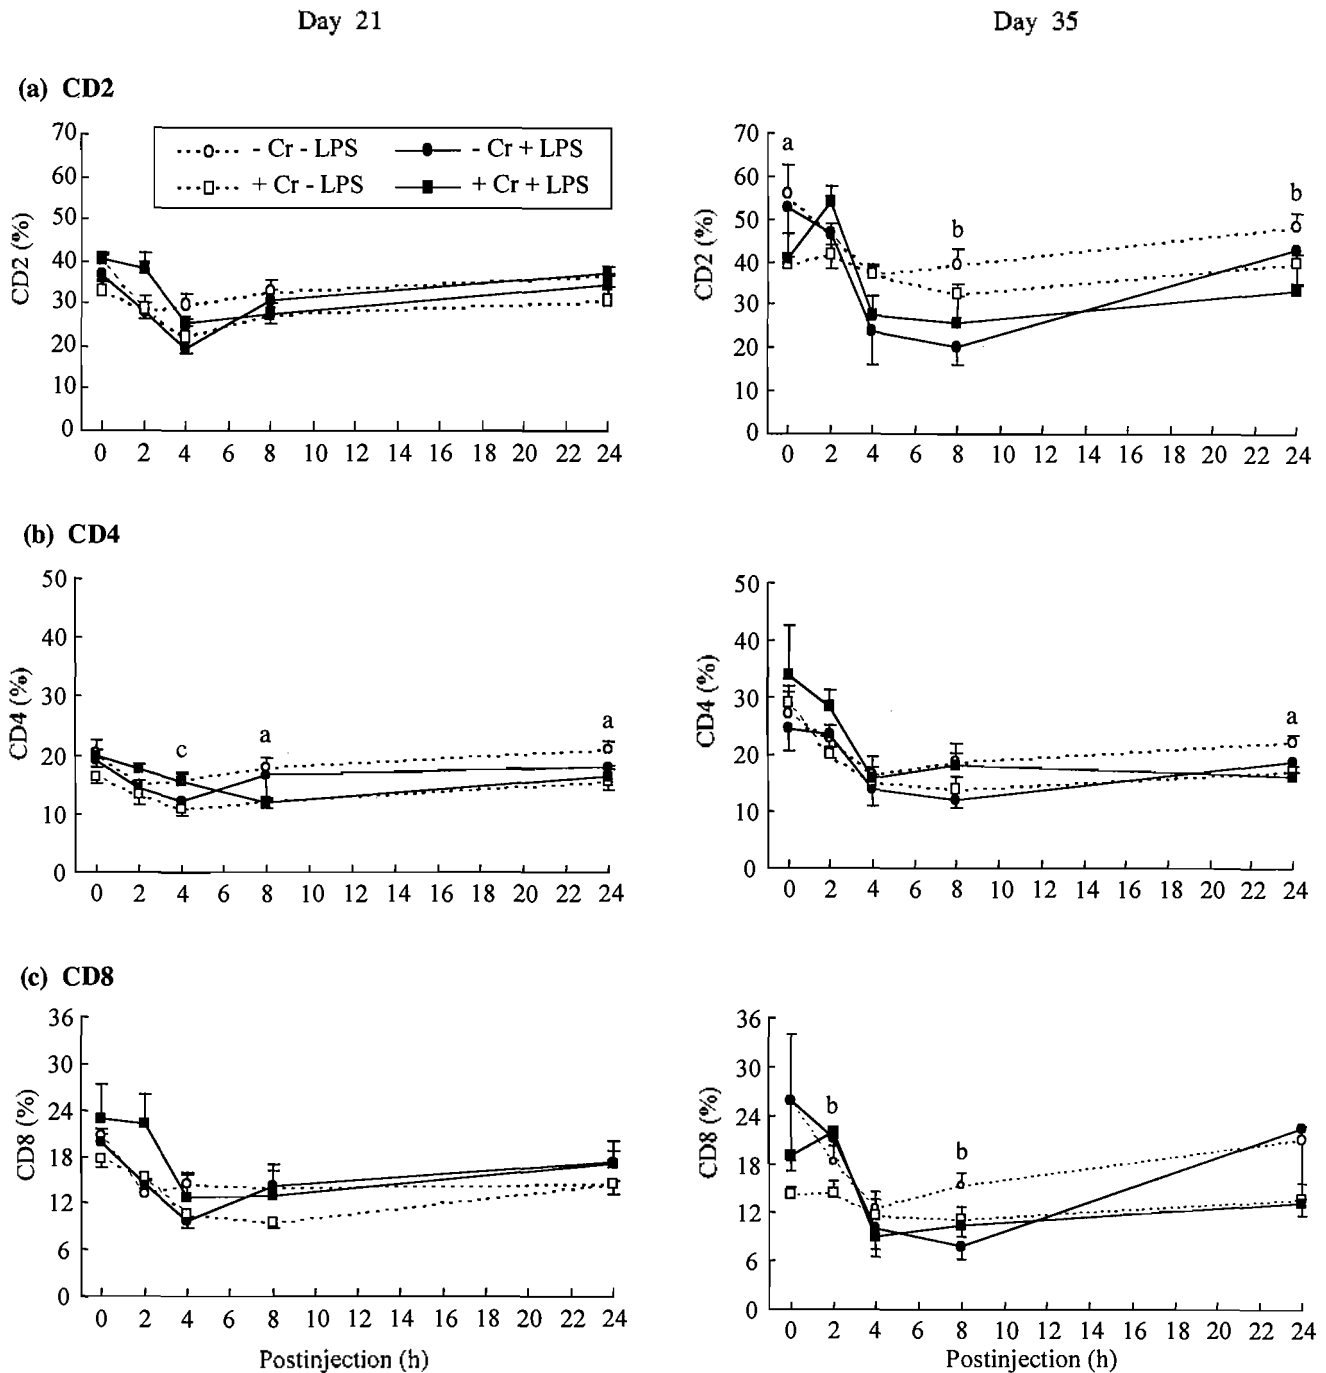 Day 21
Day 35
(a) CD2
- Cr - LPS
- Cr + LPS
+ Cr - LPS
+ Cr + LPS
CD2 (%)
70
60
50
40
30
20
10
0
0 2 4 6 8 10 12 14 16 18 20 22 24
CD2 (%)
70
60
50
40
30
20
10
0
a
b
b
0 2 4 6 8 10 12 14 16 18 20 22 24
(b) CD4
CD4 (%)
50
40
30
20
10
0
c
a
a
0 2 4 6 8 10 12 14 16 18 20 22 24
CD4 (%)
50
40
30
20
10
0
a
0 2 4 6 8 10 12 14 16 18 20 22 24
(c) CD8
CD8 (%)
36
30
24
18
12
6
0
0 2 4 6 8 10 12 14 16 18 20 22 24
Postinjection (h)
CD8 (%)
36
30
24
18
12
6
0
b
b
0 2 4 6 8 10 12 14 16 18 20 22 24
Postinjection (h)